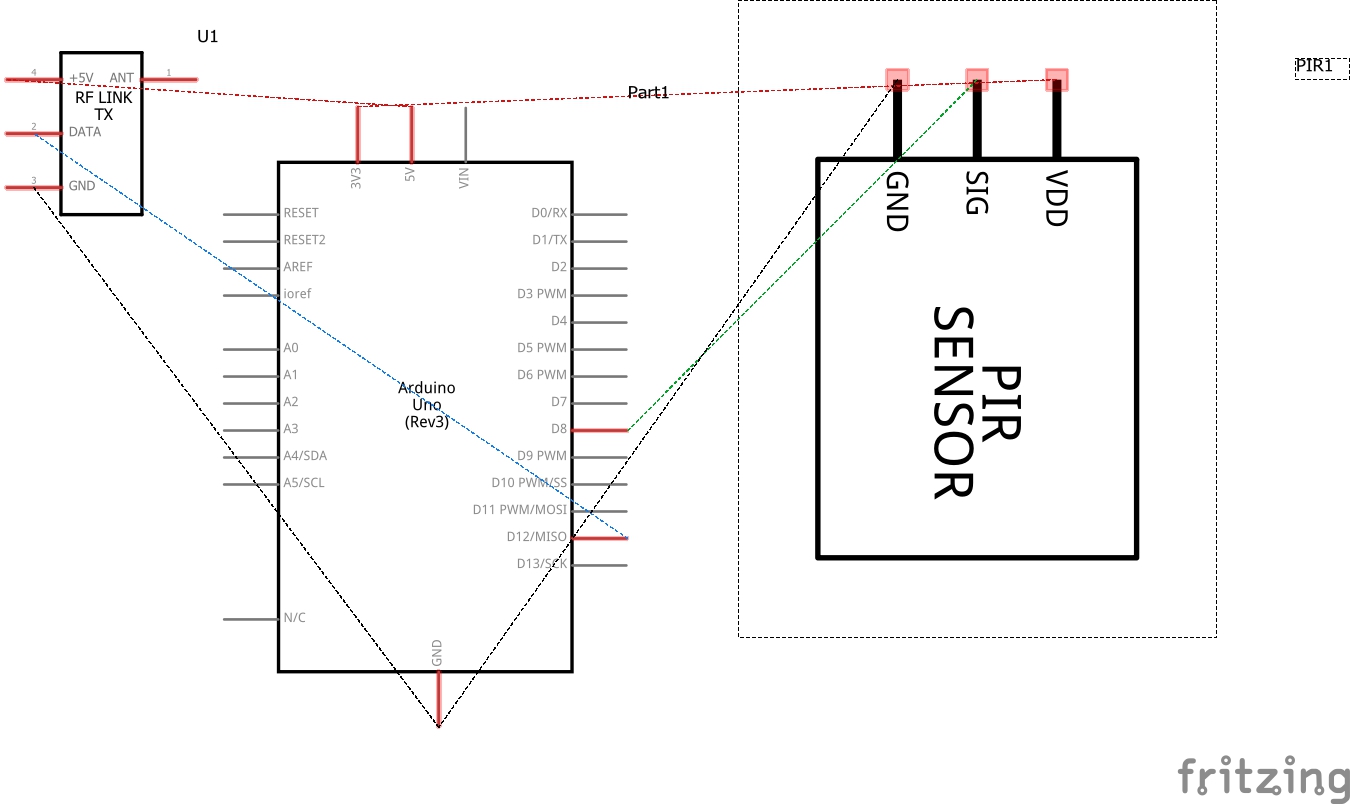 U1
4
+5V
ANT
1
RF LINK
TX
2
DATA
3
GND
Part1
3V3
5V
VIN
RESET
RESET2
AREF
ioref
A0
A1
A2
A3
A4/SDA
A5/SCL
N/C
Arduino
Uno
(Rev3)
D0/RX
D1/TX
D2
D3 PWM
D4
D5 PWM
D6 PWM
D7
D8
D9 PWM
D10 PWM/SS
D11 PWM/MOSI
D12/MISO
D13/SCK
GND
PIR1
GND
SIG
VDD
PIR
SENSOR
fritzing